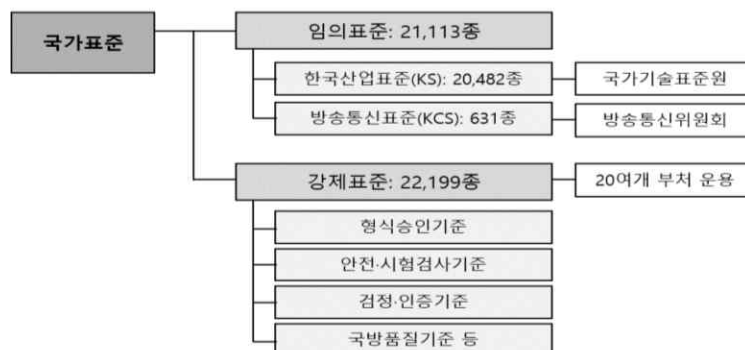 국가표준
임의표준: 21,113종
한국산업표준(KS): 20,482종
국가기술표준원
방송통신표준(KCS): 631종
방송통신위원회
강제표준: 22,199종
20여개 부처 운용
형식승인기준
안전·시험검사기준
검정·인증기준
국방품질기준 등